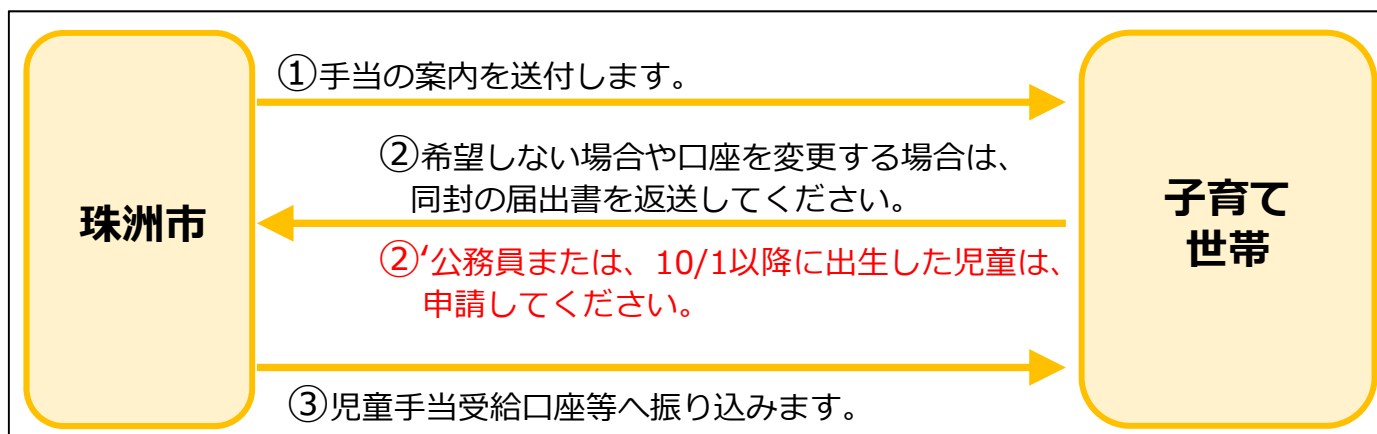 珠洲市
①手当の案内を送付します。
②希望しない場合や口座を変更する場合は、
同封の届出書を返送してください。
②‘公務員または、10/1以降に出生した児童は、
申請してください。
③児童手当受給口座等へ振り込みます。
子育て
世帯